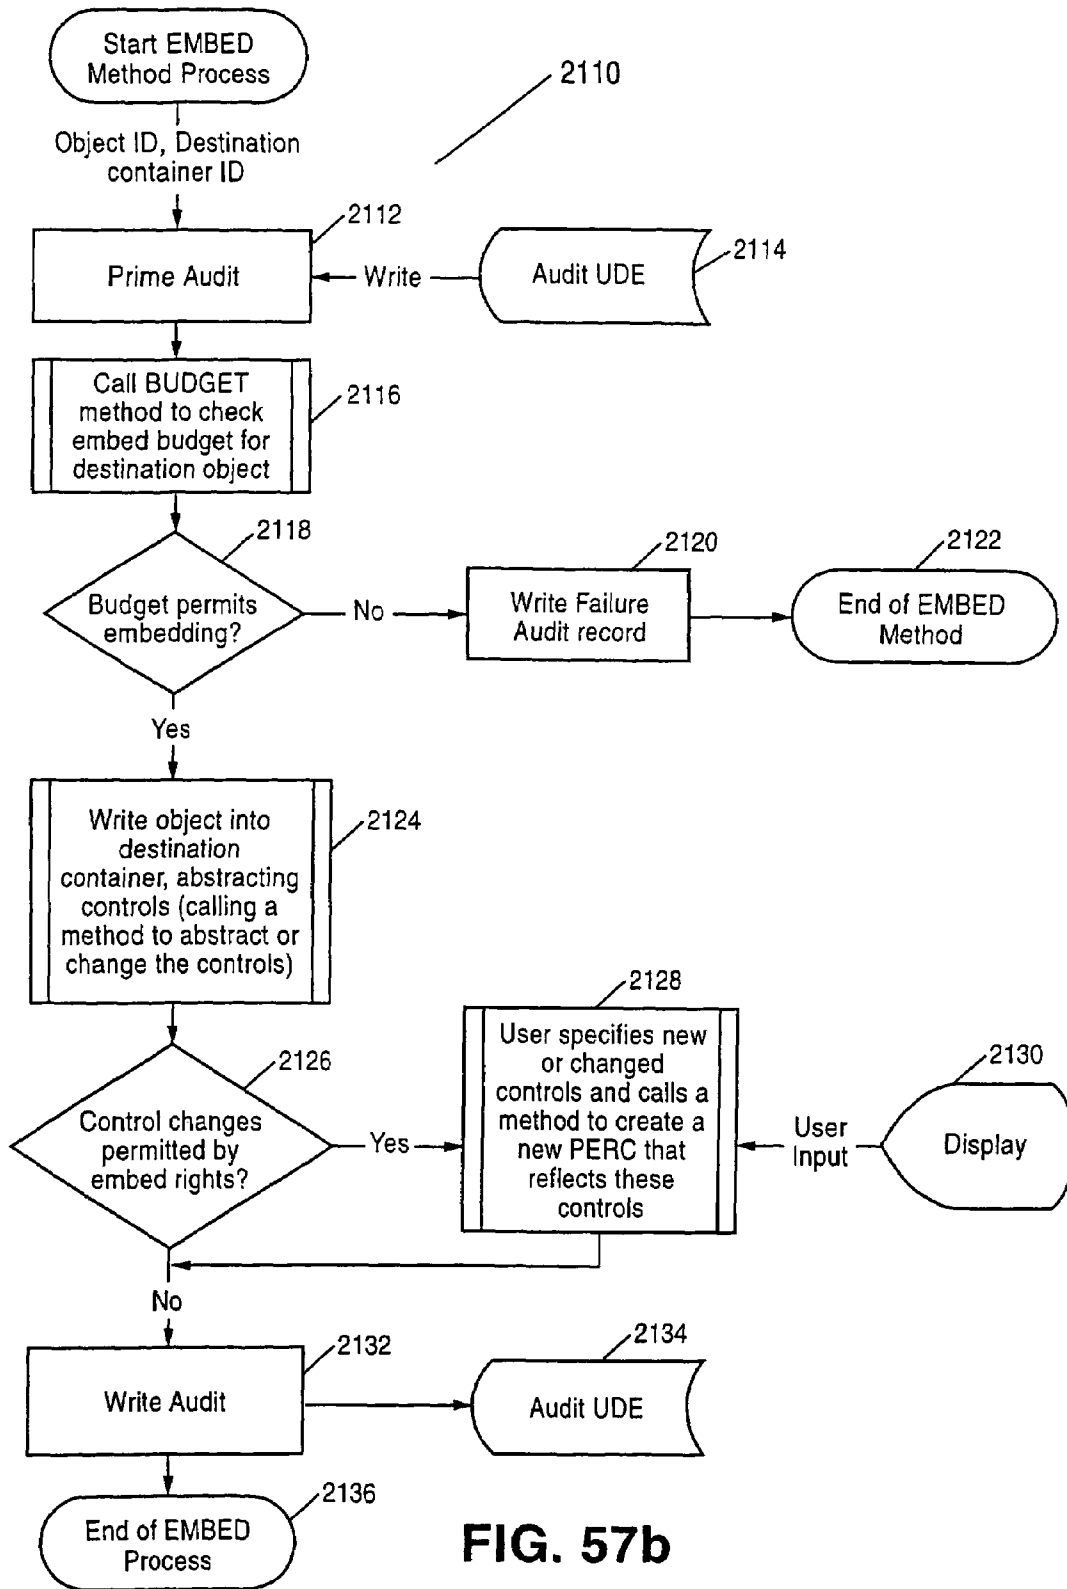 Start EMBED
Method Process
2110
Object ID, Destination
container ID
2112
Prime Audit
Write
Audit UDE
2114
Call BUDGET
method to check
embed budget for
destination object
2116
2118
Budget permits
embedding?
No
2120
Write Failure
Audit record
2122
End of EMBED
Method
Yes
Write object into
destination
container, abstracting
controls (calling a
method to abstract or
change the controls)
2124
2126
Control changes
permitted by
embed rights?
Yes
2128
User specifies new
or changed
controls and calls a
method to create a
new PERC that
reflects these
controls
User
Input
2130
Display
No
2132
Write Audit
2134
Audit UDE
2136
End of EMBED
Process
FIG. 57b